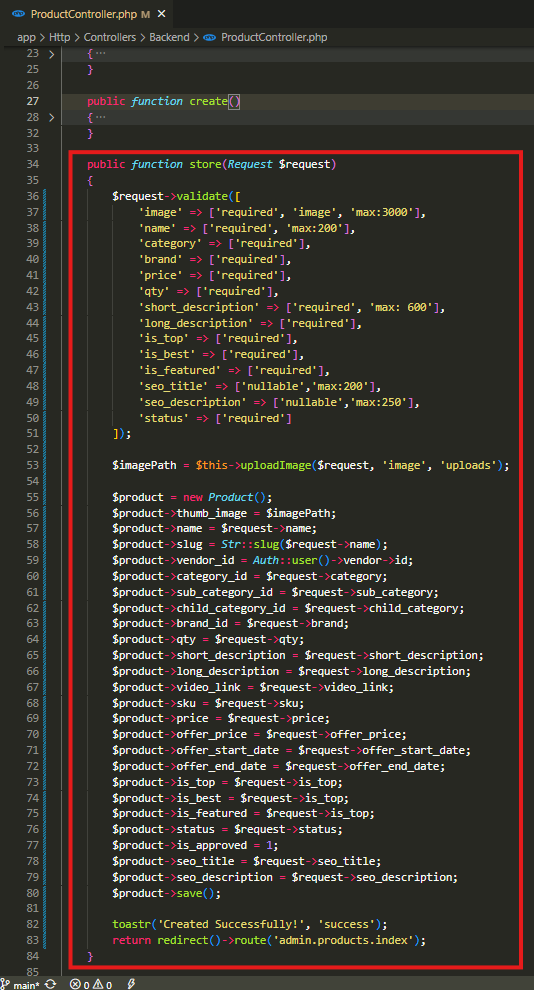 ProductController.php M ×
app > Http > Controllers > Backend > ProductController.php
23 > { ...
25 }
26
27 public function create()
28 > { ...
32 }
33
34 public function store(Request $request)
35 {
36 $request->validate([
37 'image' => ['required', 'image', 'max:3000'],
38 'name' => ['required', 'max:200'],
39 'category' => ['required'],
40 'brand' => ['required'],
41 'price' => ['required'],
42 'qty' => ['required'],
43 'short_description' => ['required', 'max: 600'],
44 'long_description' => ['required'],
45 'is_top' => ['required'],
46 'is_best' => ['required'],
47 'is_featured' => ['required'],
48 'seo_title' => ['nullable','max:200'],
49 'seo_description' => ['nullable','max:250'],
50 'status' => ['required']
51 ]);
52
53 $imagePath = $this->uploadImage($request, 'image', 'uploads');
54
55 $product = new Product();
56 $product->thumb_image = $imagePath;
57 $product->name = $request->name;
58 $product->slug = Str::slug($request->name);
59 $product->vendor_id = Auth::user()->vendor->id;
60 $product->category_id = $request->category;
61 $product->sub_category_id = $request->sub_category;
62 $product->child_category_id = $request->child_category;
63 $product->brand_id = $request->brand;
64 $product->qty = $request->qty;
65 $product->short_description = $request->short_description;
66 $product->long_description = $request->long_description;
67 $product->video_link = $request->video_link;
68 $product->sku = $request->sku;
69 $product->price = $request->price;
70 $product->offer_price = $request->offer_price;
71 $product->offer_start_date = $request->offer_start_date;
72 $product->offer_end_date = $request->offer_end_date;
73 $product->is_top = $request->is_top;
74 $product->is_best = $request->is_top;
75 $product->is_featured = $request->is_top;
76 $product->status = $request->status;
77 $product->is_approved = 1;
78 $product->seo_title = $request->seo_title;
79 $product->seo_description = $request->seo_description;
80 $product->save();
81
82 toastr('Created Successfully!', 'success');
83 return redirect()->route('admin.products.index');
84 }
85
main* 0 0